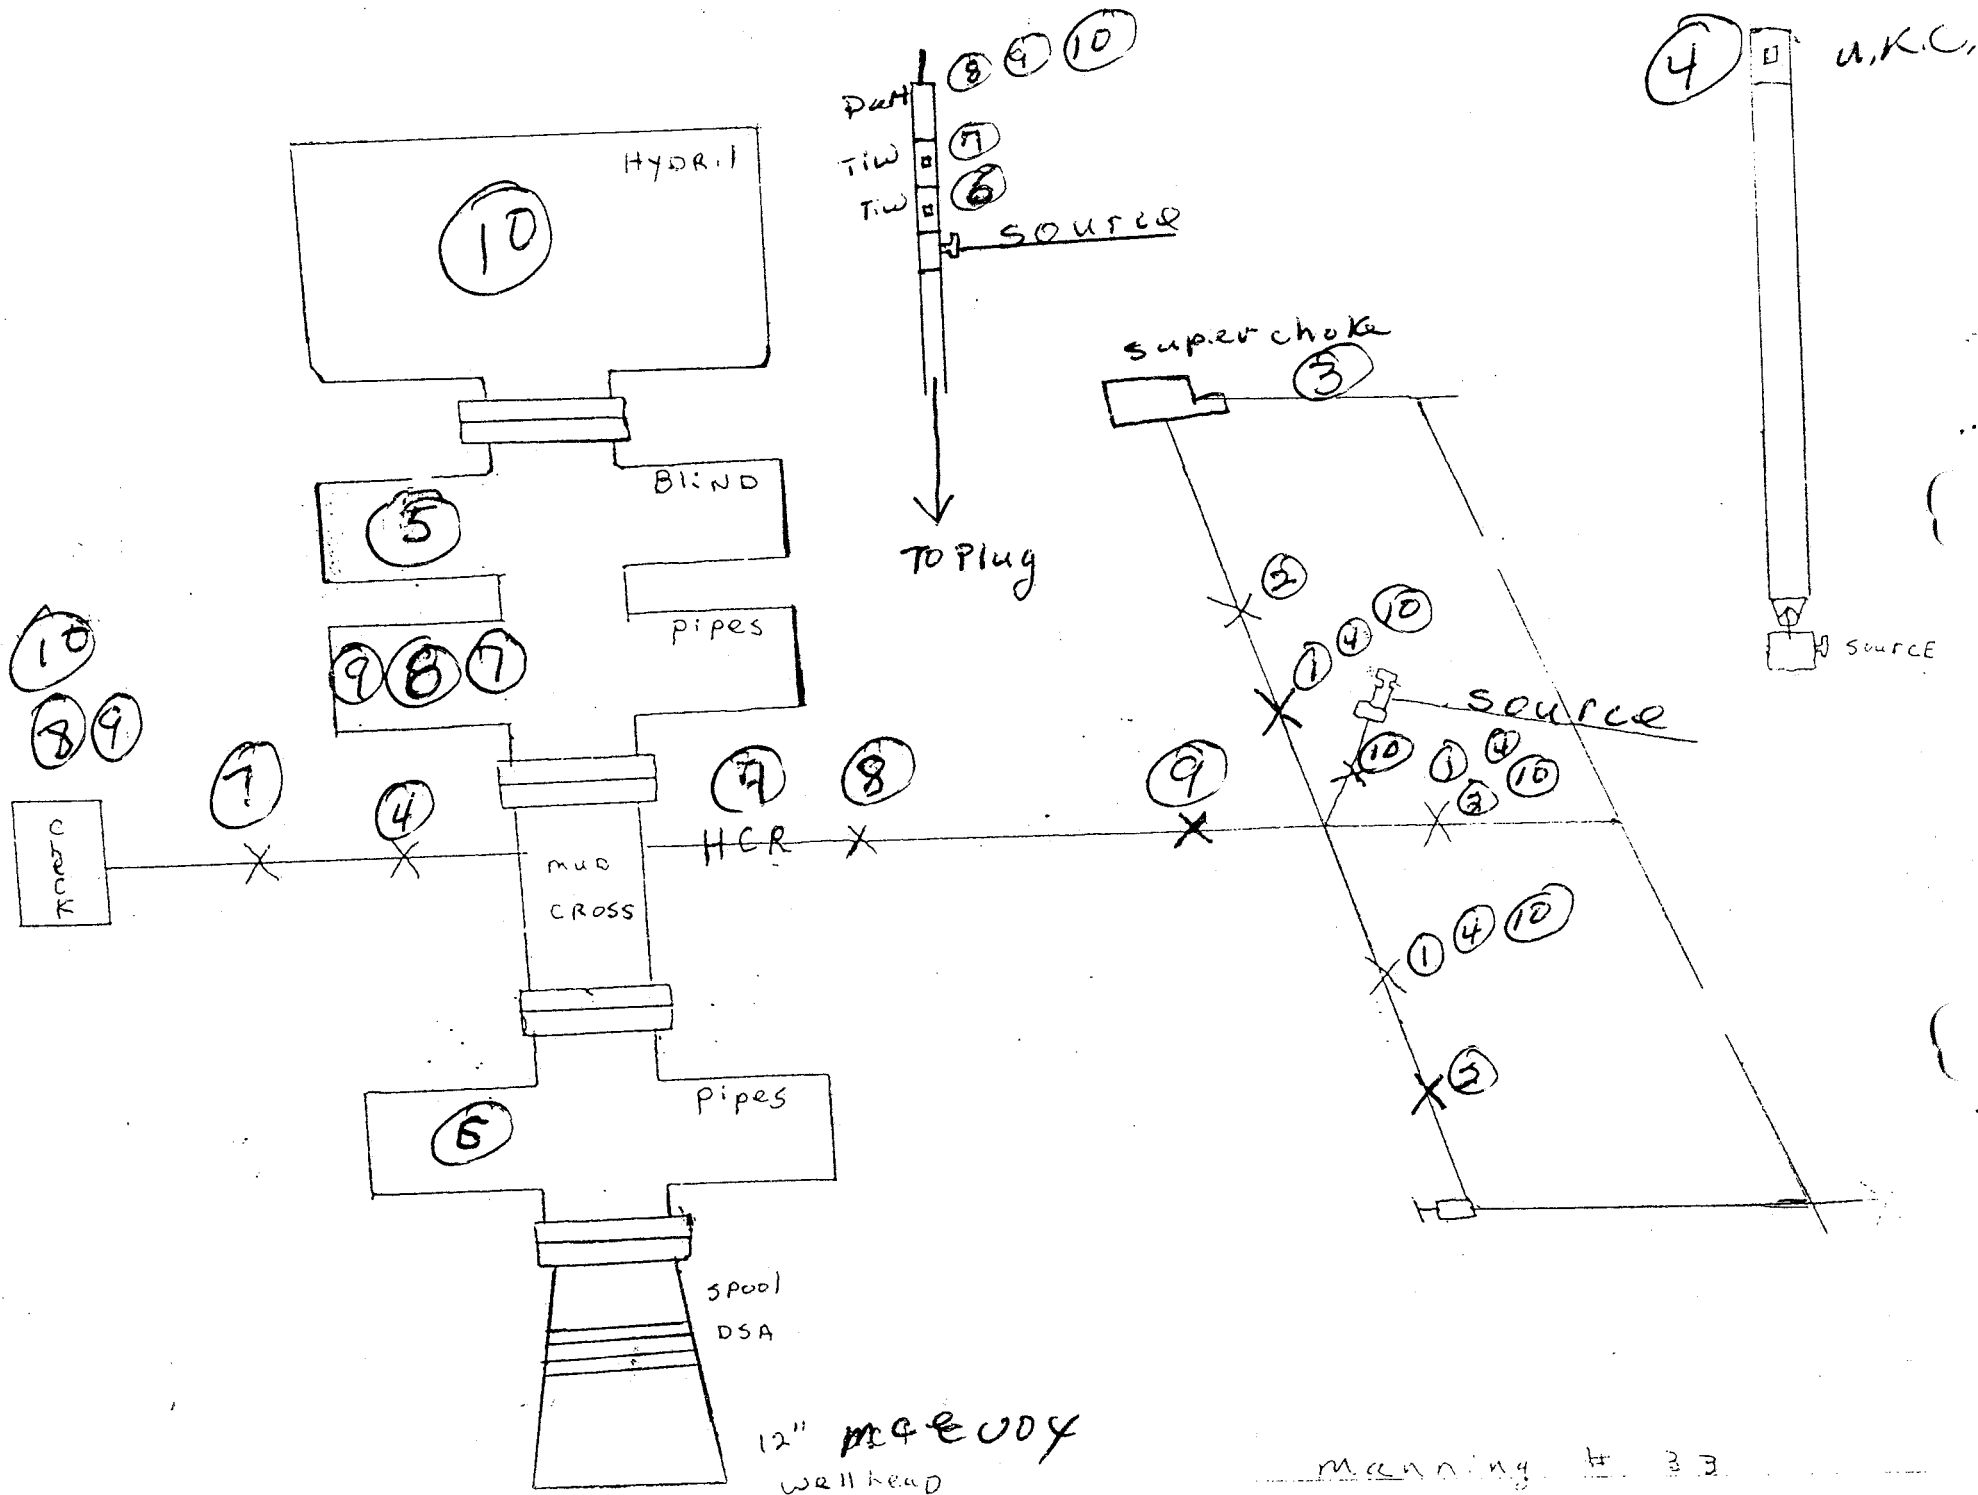 8 9 10
4 U.K.C.
Dart
HYDRil
TiW 7
TiW 6
10
source
super choke
3
BliND
5
TO Plug
2
pipes
9 8 7
10
8 9
1 4 10
source
SourcE
7
4
7
8
9
10
1 4
2 10
CHECK
HCR
MUD
CROSS
1 4 10
2
pipes
6
SPOOl
DSA
12" McEVOY
wellheaD
manning # 33